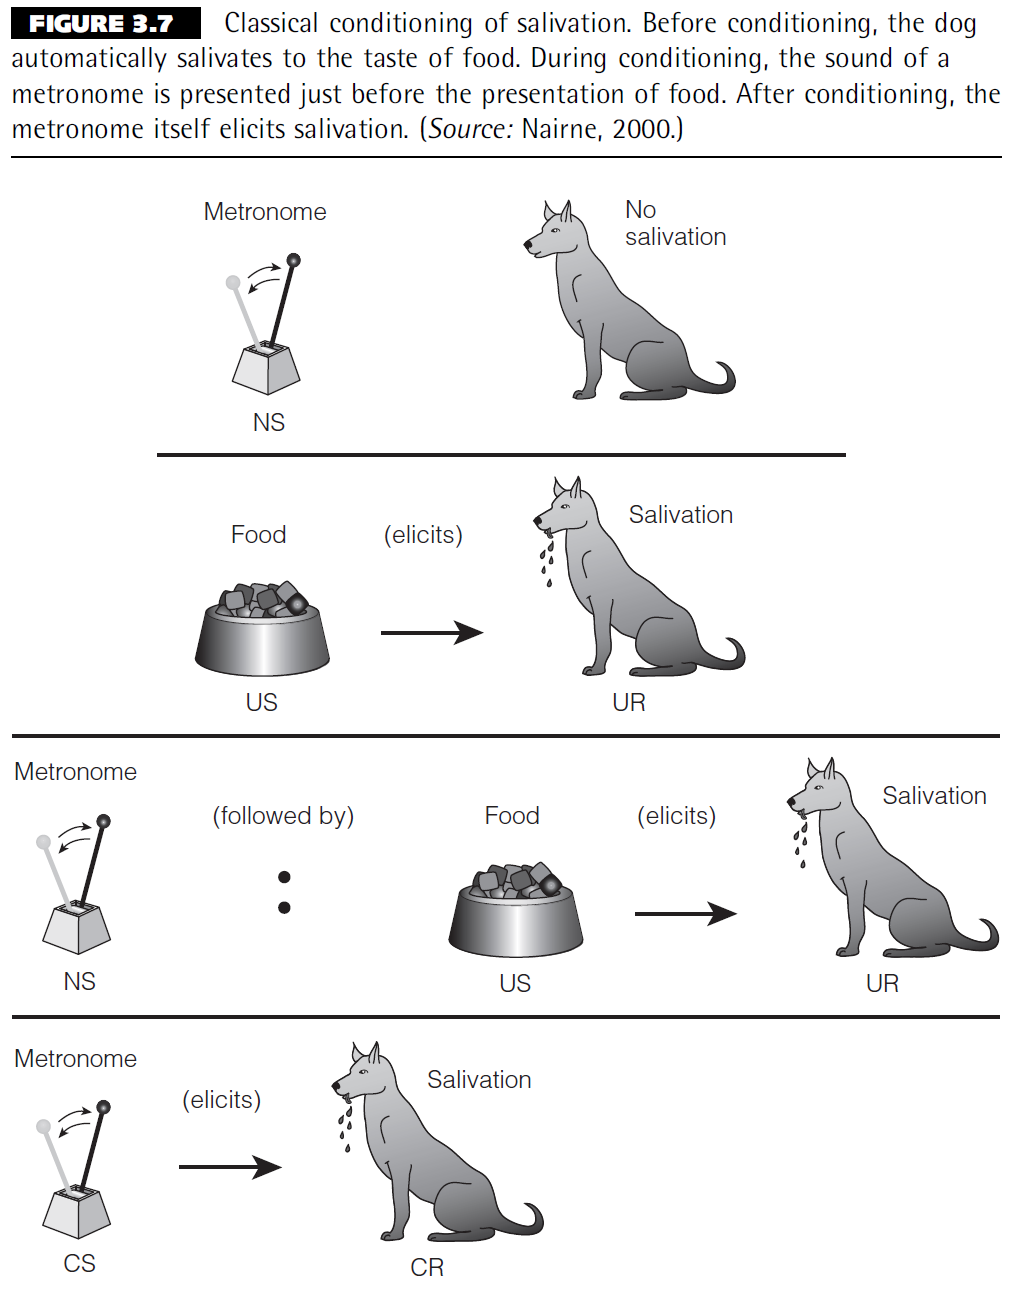 FIGURE 3.7 Classical conditioning of salivation. Before conditioning, the dog
automatically salivates to the taste of food. During conditioning, the sound of a
metronome is presented just before the presentation of food. After conditioning, the
metronome itself elicits salivation. (Source: Nairne, 2000.)
Metronome
No
salivation
NS
Food
(elicits)
Salivation
US
UR
Metronome
(followed by)
Food
(elicits)
Salivation
NS
US
UR
Metronome
(elicits)
Salivation
CS
CR